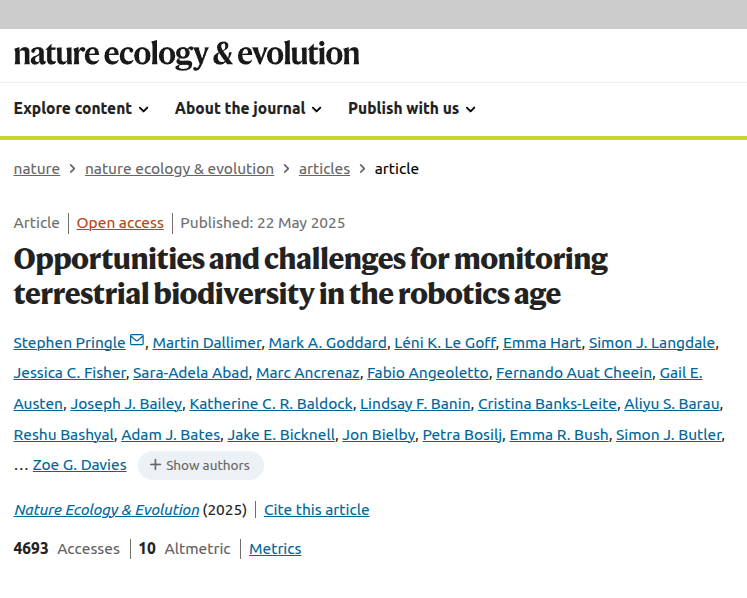 nature ecology & evolution
Explore content About the journal Publish with us
nature > nature ecology & evolution > articles > article
Article | Open access | Published: 22 May 2025
Opportunities and challenges for monitoring
terrestrial biodiversity in the robotics age
Stephen Pringle, Martin Dallimer, Mark A. Goddard, Léni K. Le Goff, Emma Hart, Simon J. Langdale,
Jessica C. Fisher, Sara-Adela Abad, Marc Ancrenaz, Fabio Angeoletto, Fernando Auat Cheein, Gail E.
Austen, Joseph J. Bailey, Katherine C. R. Baldock, Lindsay F. Banin, Cristina Banks-Leite, Aliyu S. Barau,
Reshu Bashyal, Adam J. Bates, Jake E. Bicknell, Jon Bielby, Petra Bosilj, Emma R. Bush, Simon J. Butler,
… Zoe G. Davies + Show authors
Nature Ecology & Evolution (2025) | Cite this article
4693 Accesses | 10 Altmetric | Metrics